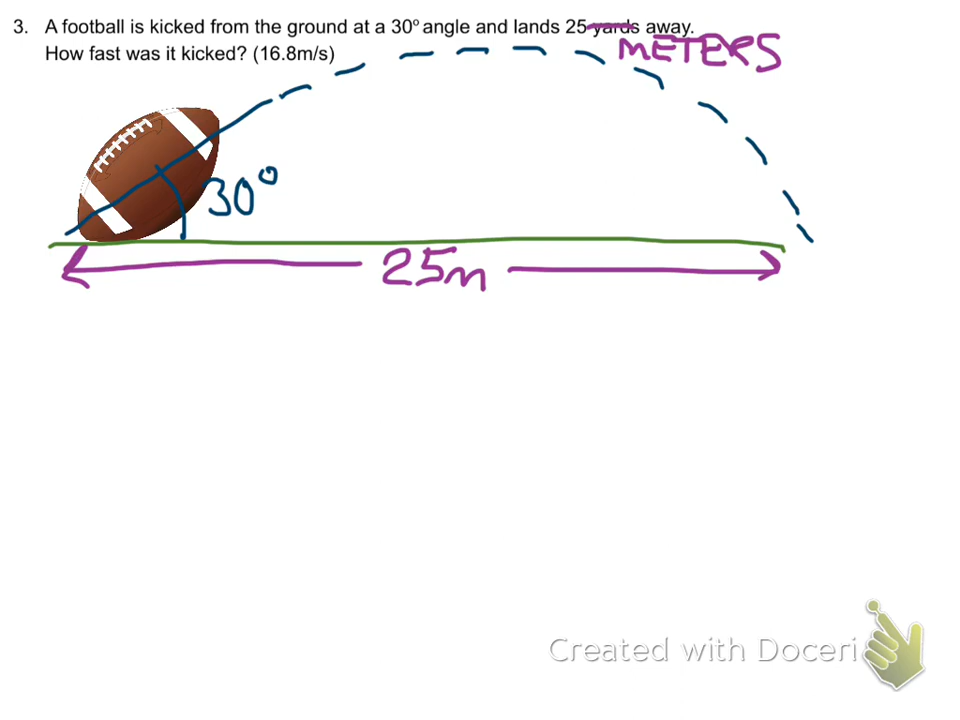 3. A football is kicked from the ground at a 30° angle and lands 25 yards away.
METERS
How fast was it kicked? (16.8m/s)
30°
25m
Created with Doceri